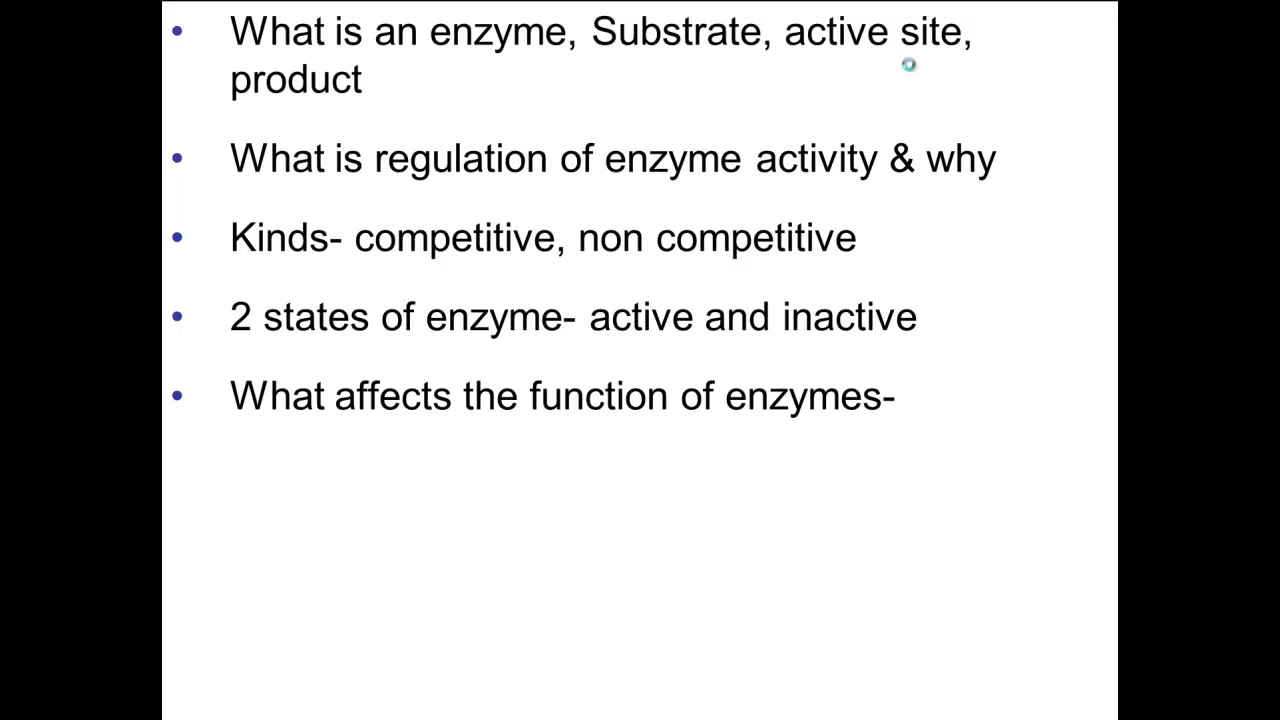 • What is an enzyme, Substrate, active site,
product
• What is regulation of enzyme activity & why
• Kinds- competitive, non competitive
• 2 states of enzyme- active and inactive
• What affects the function of enzymes-